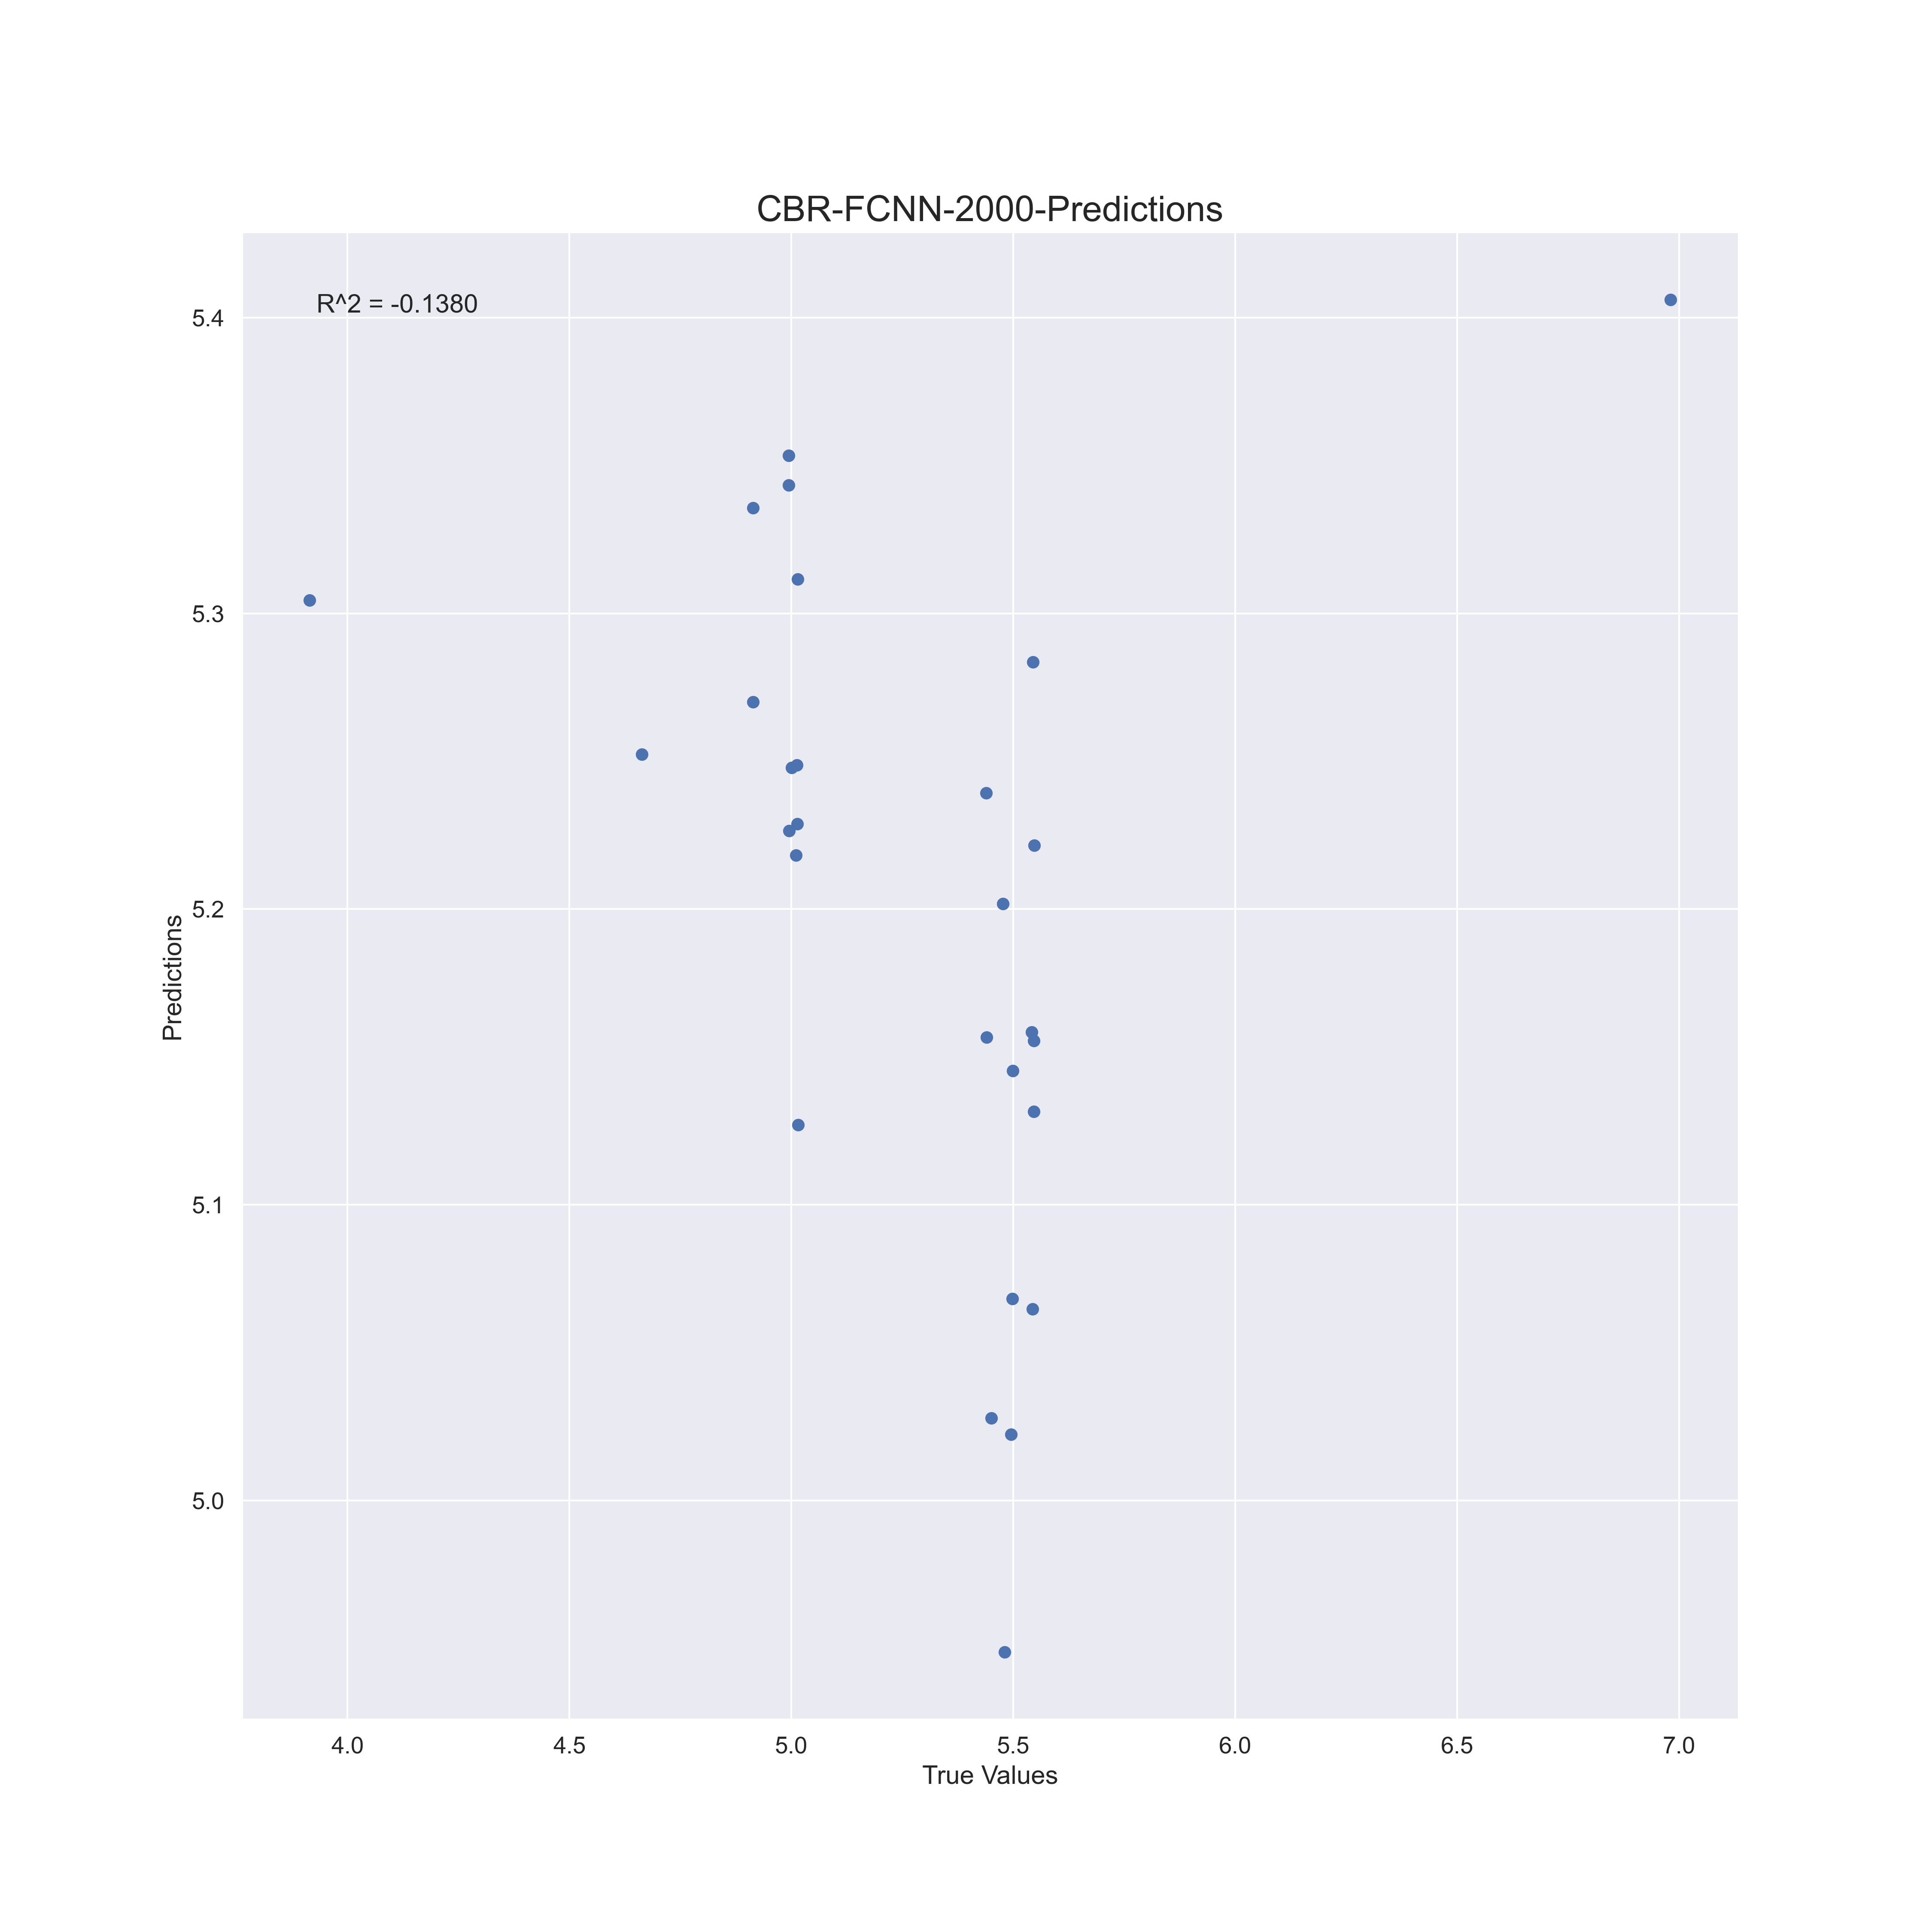 CBR-FCNN-2000-Predictions
R^2 = -0.1380
5.4
5.3
5.2
5.1
5.0
Predictions
4.0 4.5 5.0 5.5 6.0 6.5 7.0
True Values